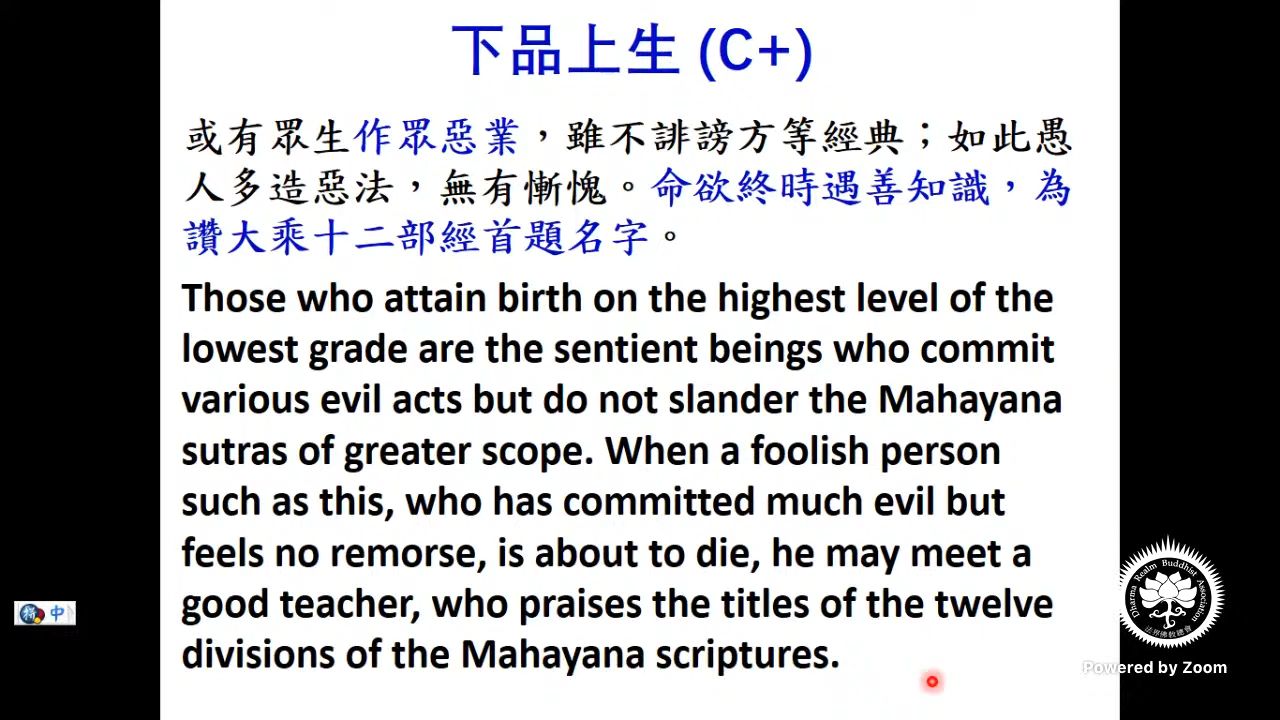 下品上生 (C+)
或有眾生作眾惡業，雖不誹謗方等經典；如此愚
人多造惡法，無有慚愧。命欲終時遇善知識，為
讚大乘十二部經首題名字。
Those who attain birth on the highest level of the
lowest grade are the sentient beings who commit
various evil acts but do not slander the Mahayana
sutras of greater scope. When a foolish person
such as this, who has committed much evil but
feels no remorse, is about to die, he may meet a
good teacher, who praises the titles of the twelve
divisions of the Mahayana scriptures.
中
Dharma Realm Buddhist Association
法界佛教總會
Powered by Zoom